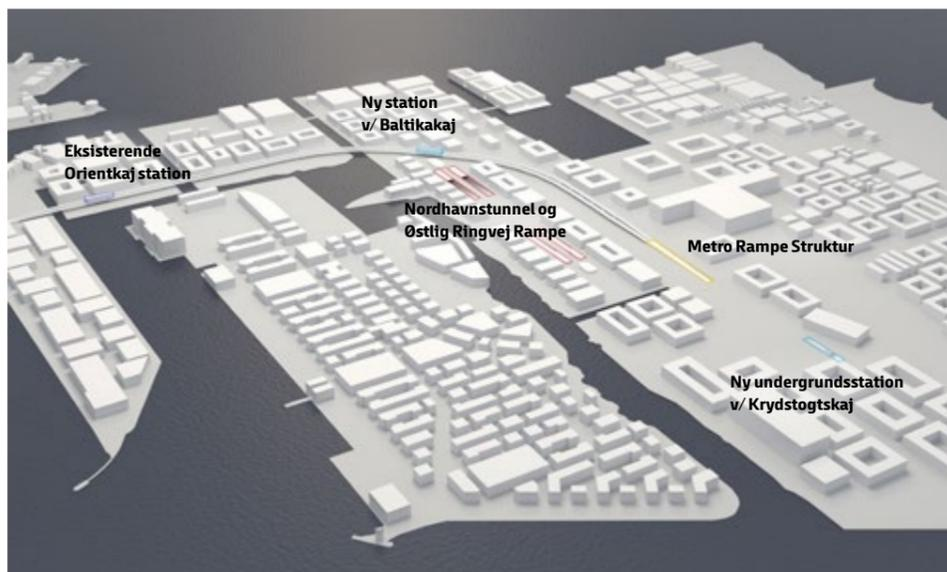 Ny station
v/ Baltikakaj
Eksisterende
Orientkaj station
Nordhavnstunnel og
Østlig Ringvej Rampe
Metro Rampe Struktur
Ny undergrundsstation
v/ Krydstogtskaj